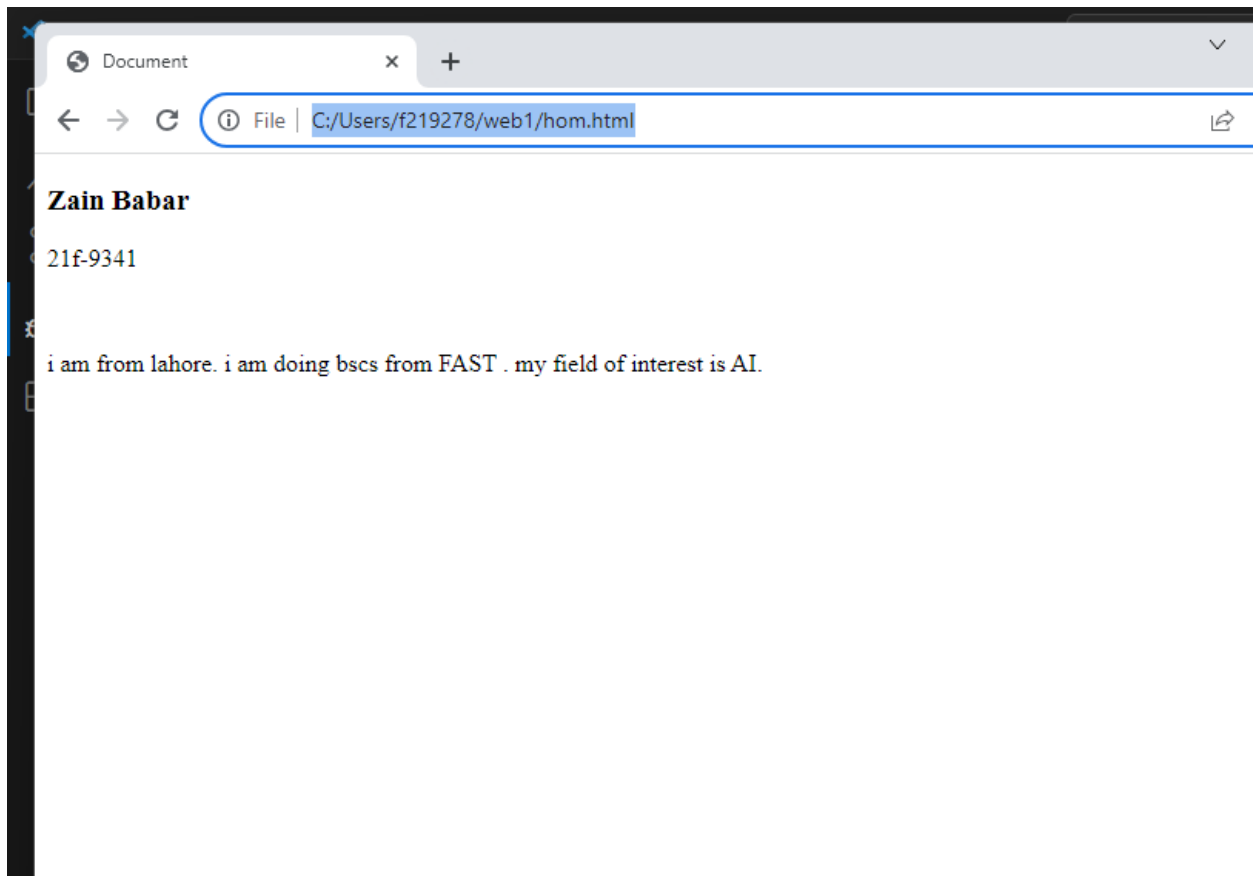 Document
File C:/Users/f219278/web1/hom.html
Zain Babar
21f-9341
i am from lahore. i am doing bscs from FAST . my field of interest is AI.